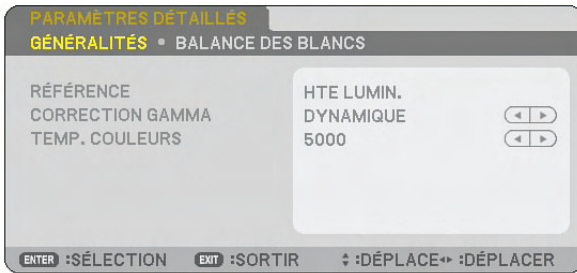 PARAMÈTRES DÉTAILLÉS
GÉNÉRALITÉS • BALANCE DES BLANCS
RÉFÉRENCE HTE LUMIN.
CORRECTION GAMMA DYNAMIQUE
TEMP. COULEURS 5000
ENTER :SÉLECTION EXIT :SORTIR :DÉPLACE :DÉPLACER